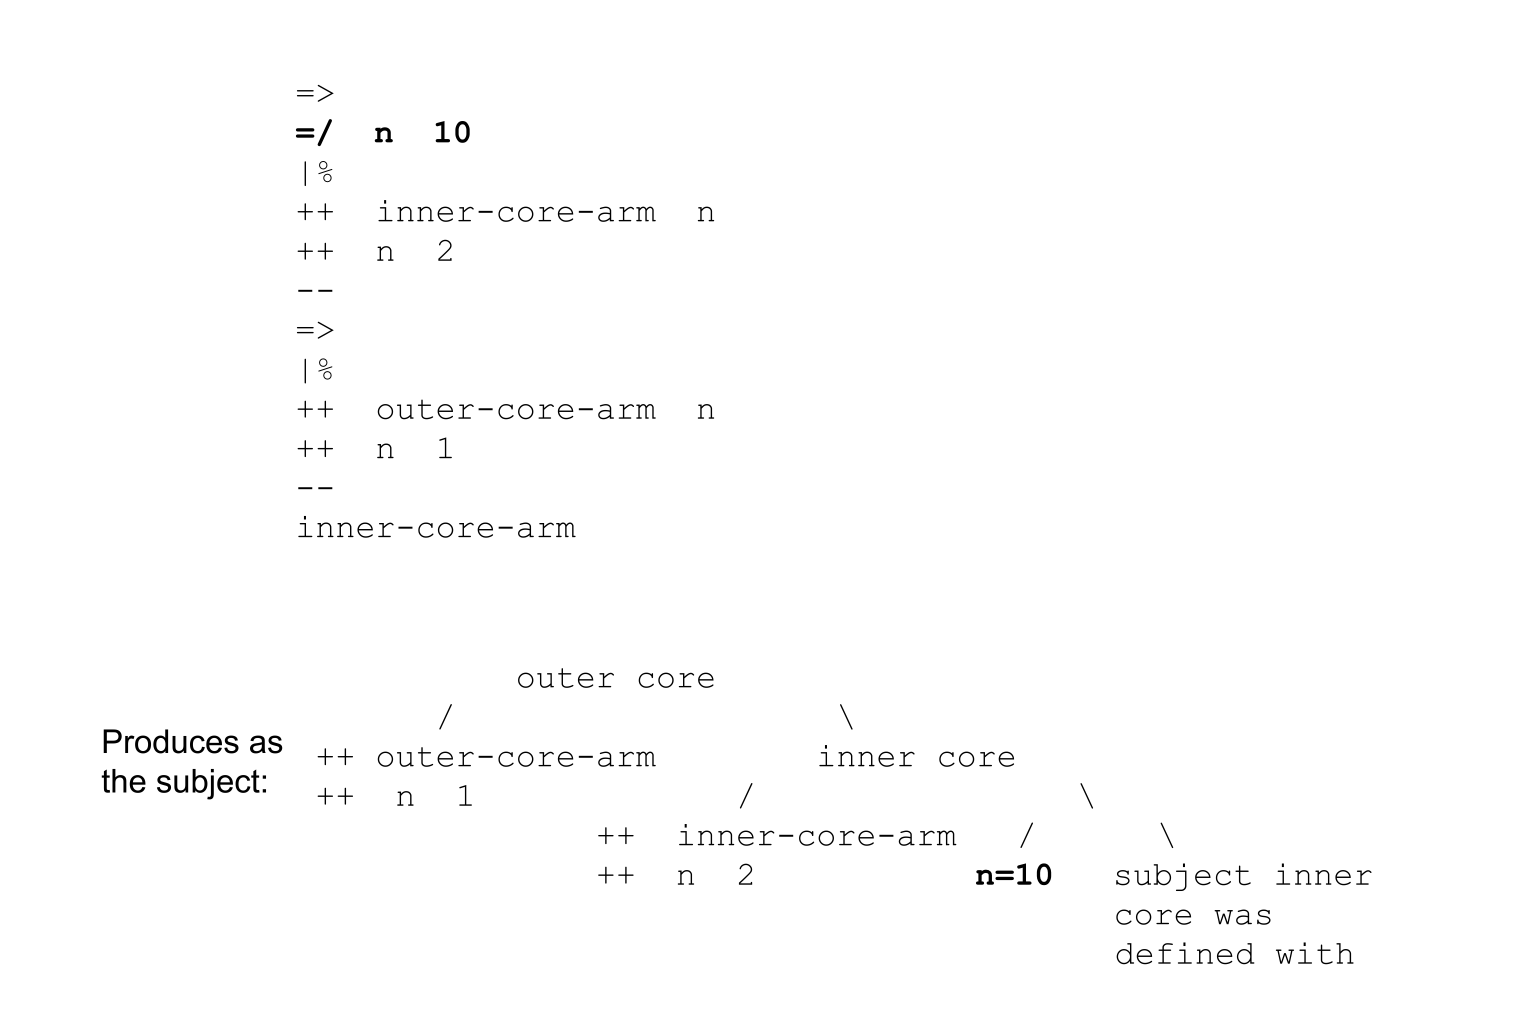 =>
=/  n  10
|%
++  inner-core-arm  n
++  n  2
--
=>
|%
++  outer-core-arm  n
++  n  1
--
inner-core-arm
outer core
/                   \
Produces as
the subject:
++ outer-core-arm        inner core
++  n  1             /                \
++  inner-core-arm   /      \
++  n  2           n=10   subject inner
core was
defined with